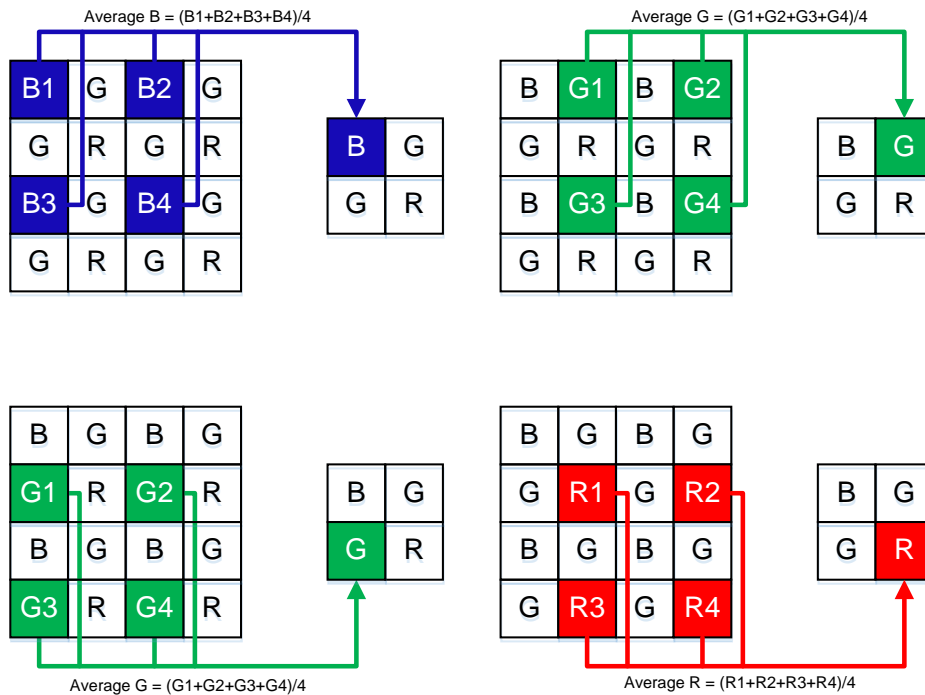 Average B = (B1+B2+B3+B4)/4
B1 G B2 G
G R G R
B3 G B4 G
G R G R
B G
G R
Average G = (G1+G2+G3+G4)/4
B G1 B G2
G R G R
B G3 B G4
G R G R
B G
G R
B G B G
G1 R G2 R
B G B G
G3 R G4 R
B G
G R
Average G = (G1+G2+G3+G4)/4
B G B G
G R1 G R2
B G B G
G R3 G R4
B G
G R
Average R = (R1+R2+R3+R4)/4